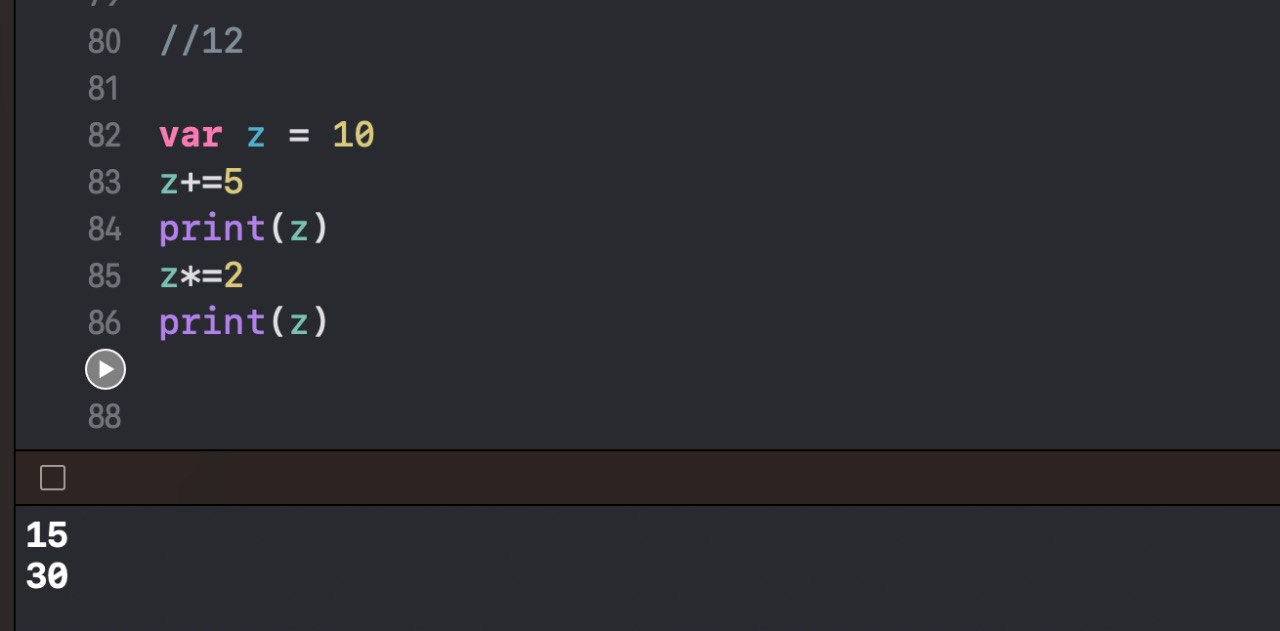 80 //12
81
82 var z = 10
83 z+=5
84 print(z)
85 z*=2
86 print(z)
88
15
30